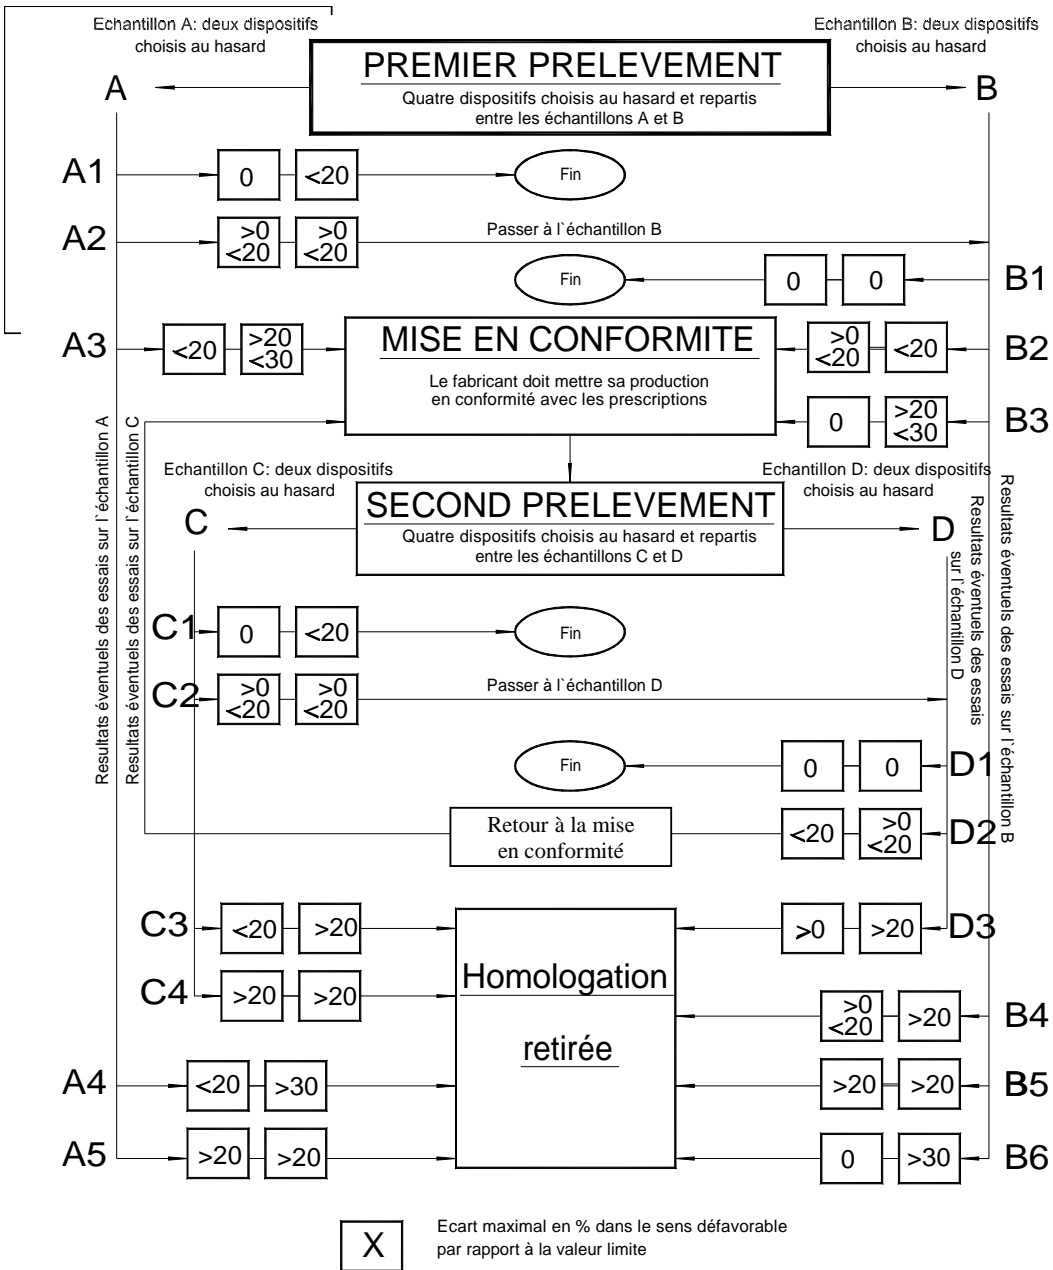 Echantillon A: deux dispositifs
choisis au hasard
Echantillon B: deux dispositifs
choisis au hasard
PREMIER PRELEVEMENT
Quatre dispositifs choisis au hasard et repartis
entre les échantillons A et B
A
B
A1
0
<20
Fin
A2
>0
<20
>0
<20
Passer à l`échantillon B
Fin
0
0
B1
A3
<20
>20
<30
MISE EN CONFORMITE
Le fabricant doit mettre sa production
en conformité avec les prescriptions
>0
<20
<20
B2
0
>20
<30
B3
Resultats éventuels des essais sur l`échantillon A
Resultats éventuels des essais sur l`échantillon C
Echantillon C: deux dispositifs
choisis au hasard
Echantillon D: deux dispositifs
choisis au hasard
SECOND PRELEVEMENT
Quatre dispositifs choisis au hasard et repartis
entre les échantillons C et D
C
D
Resultats éventuels des essais
sur l`échantillon D
Resultats éventuels des essais sur l`échantillon B
C1
0
<20
Fin
C2
>0
<20
>0
<20
Passer à l`échantillon D
Fin
0
0
D1
Retour à la mise
en conformité
<20
>0
<20
D2
C3
<20
>20
Homologation
retirée
>0
>20
D3
C4
>20
>20
>0
<20
>20
B4
A4
<20
>30
>20
>20
B5
A5
>20
>20
0
>30
B6
X
Ecart maximal en % dans le sens défavorable
par rapport à la valeur limite